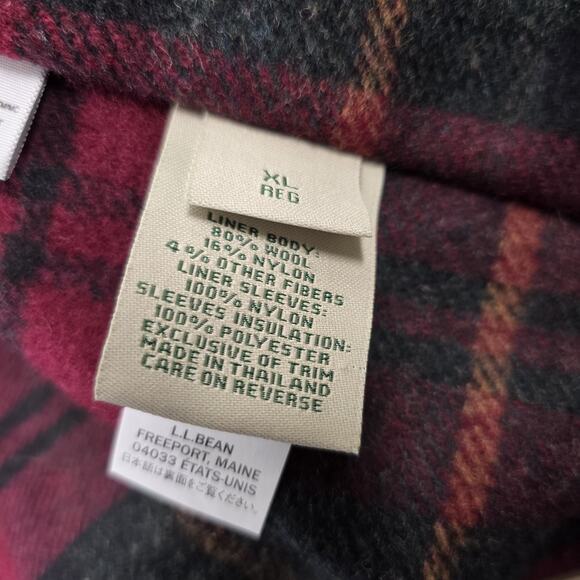 XL
REG
LINER BODY:
80% WOOL
16% NYLON
4% OTHER FIBERS
LINER SLEEVES:
100% NYLON
SLEEVES INSULATION:
100% POLYESTER
EXCLUSIVE OF TRIM
MADE IN THAILAND
CARE ON REVERSE
L.L.BEAN
FREEPORT, MAINE
04033 ÉTATS-UNIS
日本語は裏面をご覧ください。